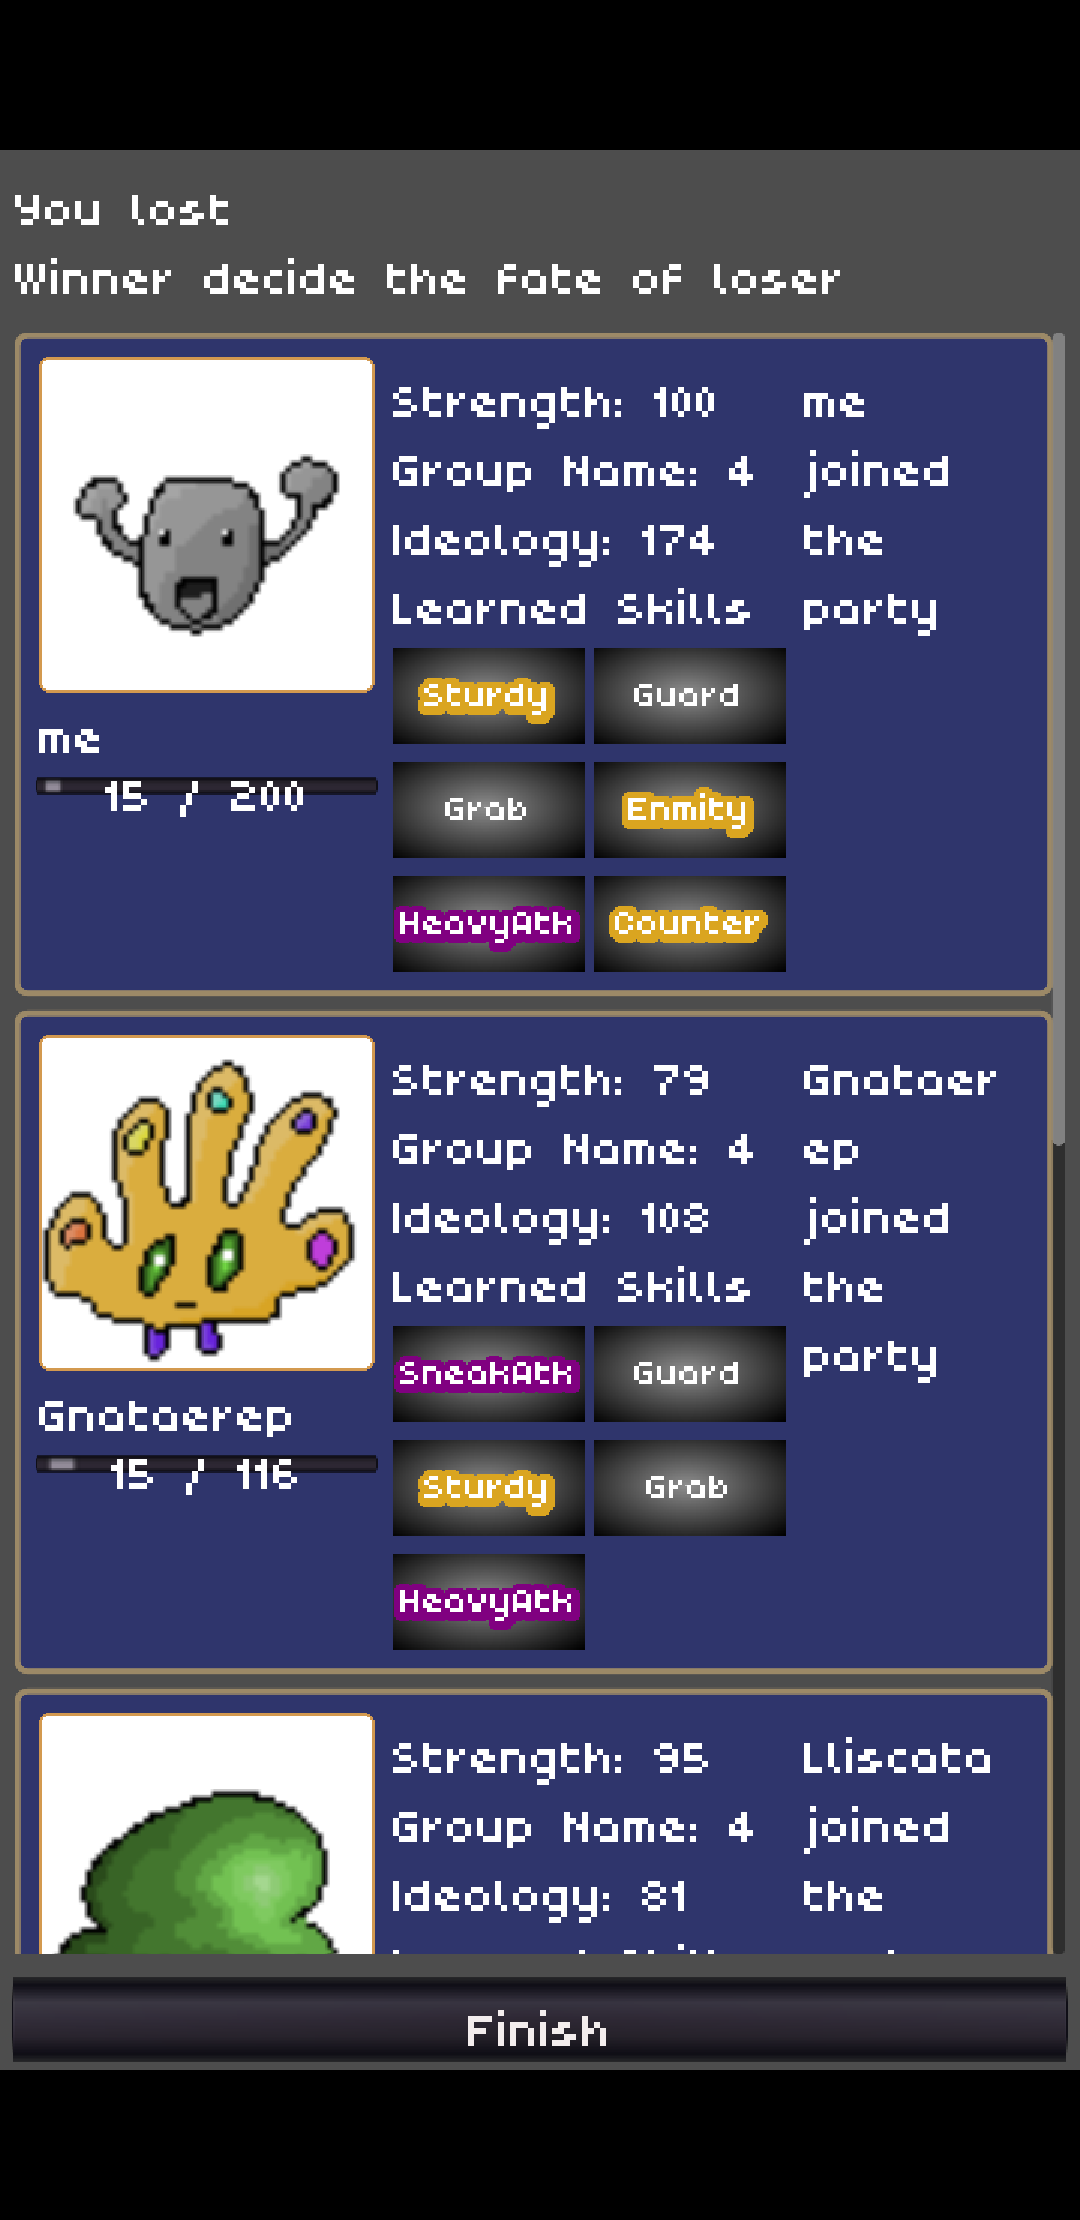 You lost
Winner decide the fate of loser
Strength: 100
Group Name: 4
Ideology: 174
Learned Skills
Sturdy Guard
Grab Enmity
HeavyAtk Counter
me
joined
the
party
me
15 / 200
Strength: 79
Group Name: 4
Ideology: 108
Learned Skills
SneakAtk Guard
Sturdy Grab
HeavyAtk
Gnataer
ep
joined
the
party
Gnataerep
15 / 116
Strength: 95
Group Name: 4
Ideology: 81
Lliscata
joined
the
Finish